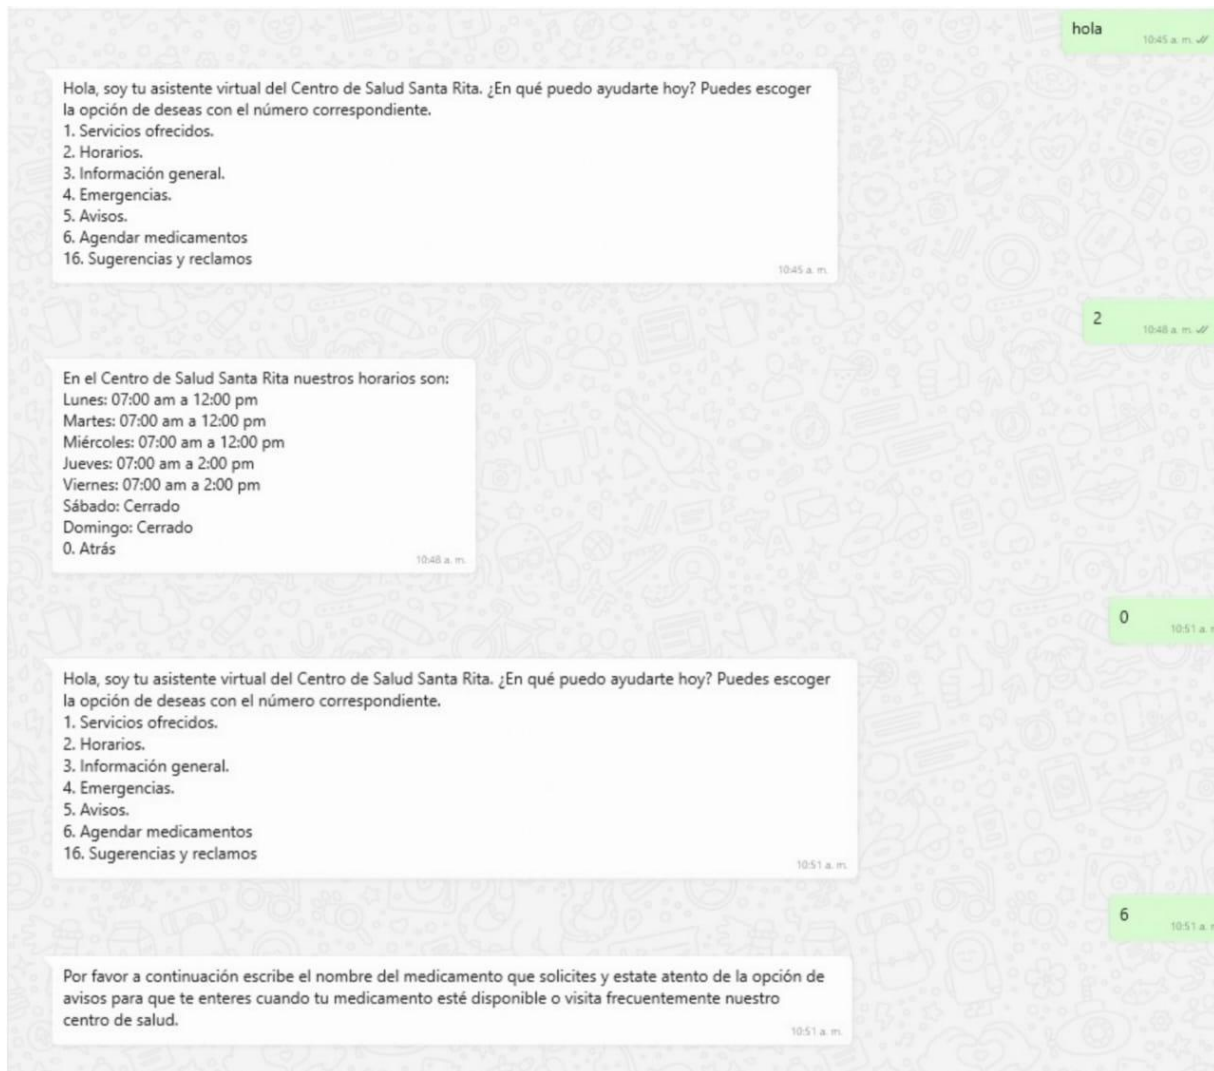 hola
10:45 a. m.
Hola, soy tu asistente virtual del Centro de Salud Santa Rita. ¿En qué puedo ayudarte hoy? Puedes escoger
la opción de deseas con el número correspondiente.
1. Servicios ofrecidos.
2. Horarios.
3. Información general.
4. Emergencias.
5. Avisos.
6. Agendar medicamentos
16. Sugerencias y reclamos
10:45 a. m.
2
10:48 a. m.
En el Centro de Salud Santa Rita nuestros horarios son:
Lunes: 07:00 am a 12:00 pm
Martes: 07:00 am a 12:00 pm
Miércoles: 07:00 am a 12:00 pm
Jueves: 07:00 am a 2:00 pm
Viernes: 07:00 am a 2:00 pm
Sábado: Cerrado
Domingo: Cerrado
0. Atrás
10:48 a. m.
0
10:51 a.
Hola, soy tu asistente virtual del Centro de Salud Santa Rita. ¿En qué puedo ayudarte hoy? Puedes escoger
la opción de deseas con el número correspondiente.
1. Servicios ofrecidos.
2. Horarios.
3. Información general.
4. Emergencias.
5. Avisos.
6. Agendar medicamentos
16. Sugerencias y reclamos
10:51 a. m.
6
10:51 a.
Por favor a continuación escribe el nombre del medicamento que solicites y estate atento de la opción de
avisos para que te enteres cuando tu medicamento esté disponible o visita frecuentemente nuestro
centro de salud.
10:51 a. m.